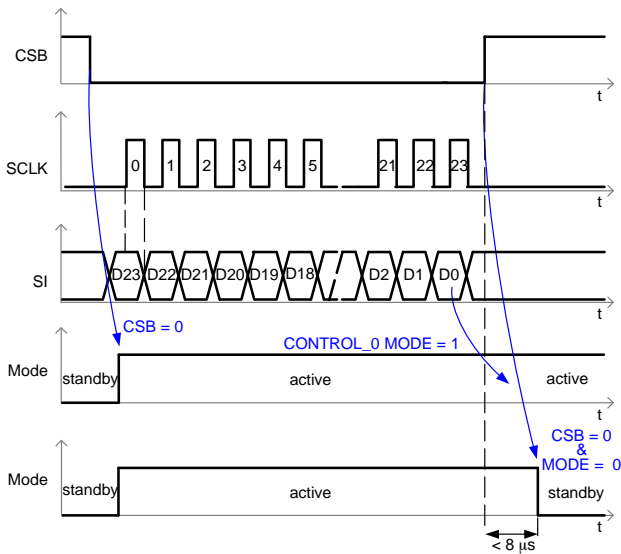 CSB
t
SCLK
0 1 2 3 4 5 21 22 23
t
SI
D23 D22 D21 D20 D19 D18 D2 D1 D0
t
CSB = 0
CONTROL_0 MODE = 1
Mode
standby active active
t
CSB = 0
&
MODE = 0
Mode
standby active standby
t
< 8 μs